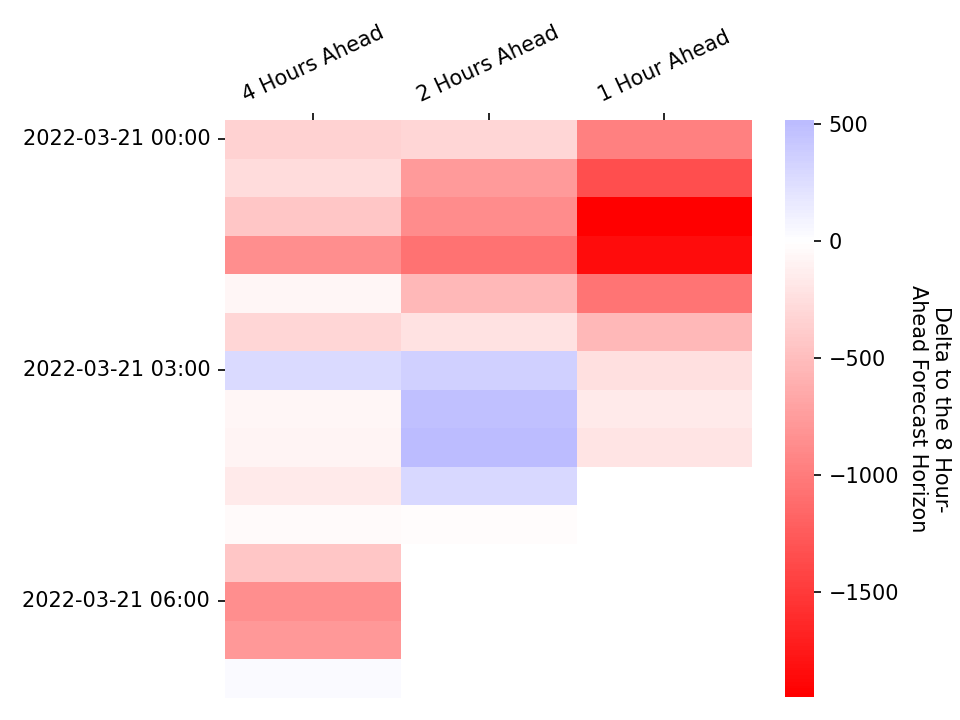 4 Hours Ahead
2 Hours Ahead
1 Hour Ahead
2022-03-21 00:00
2022-03-21 03:00
2022-03-21 06:00
500
0
−500
−1000
−1500
Delta to the 8 Hour-
Ahead Forecast Horizon